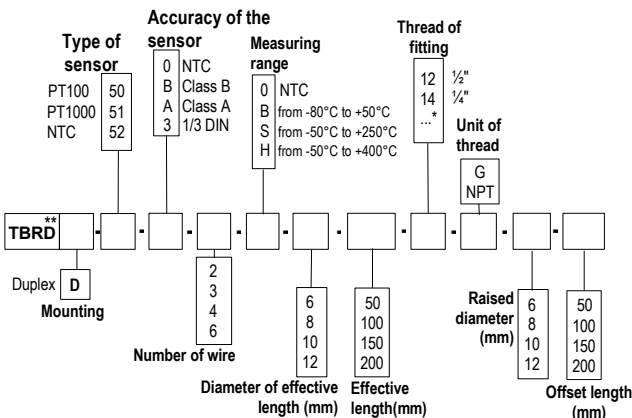 Type of
sensor
PT100 50
PT1000 51
NTC 52
Accuracy of the
sensor
0 NTC
B Class B
A Class A
3 1/3 DIN
Measuring
range
0 NTC
B from -80°C to +50°C
S from -50°C to +250°C
H from -50°C to +400°C
Thread of
fitting
12 ½"
14 ¼"
...*
Unit of
thread
G
NPT
TBRD** - - - - - - - - - -
Duplex D
Mounting
2
3
4
6
Number of wire
6
8
10
12
Diameter of effective
length (mm)
50
100
150
200
Effective
length(mm)
Raised
diameter
(mm)
6
8
10
12
50
100
150
200
Offset length
(mm)